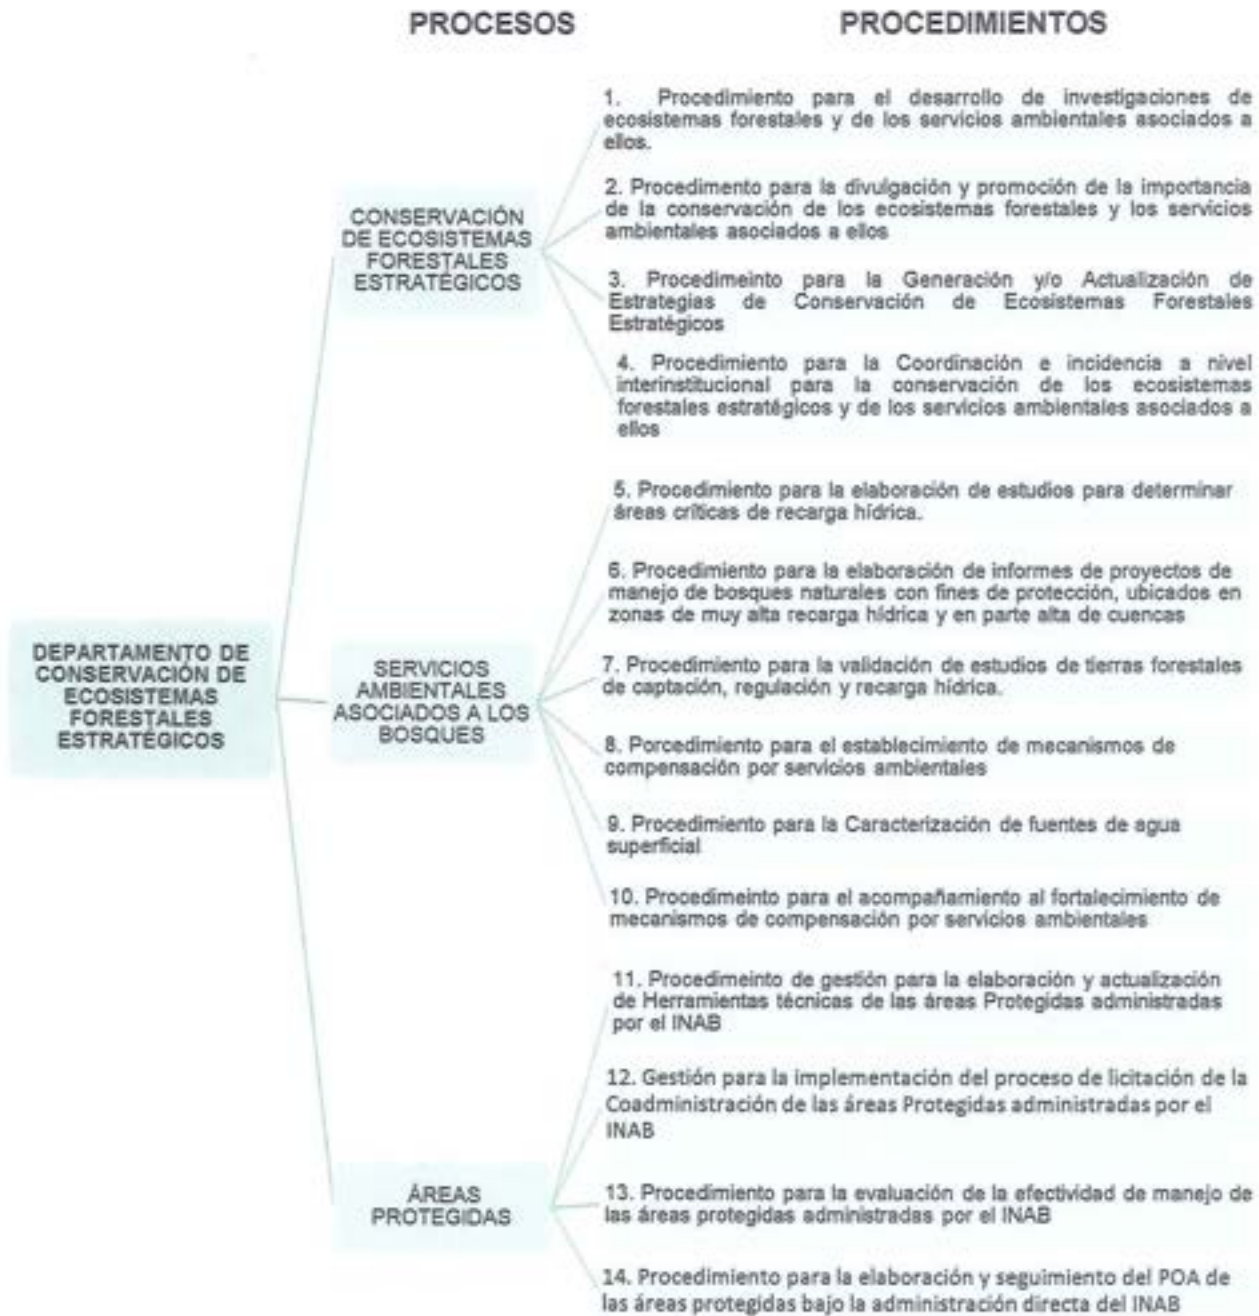 PROCESOS
PROCEDIMIENTOS
DEPARTAMENTO DE
CONSERVACIÓN DE
ECOSISTEMAS
FORESTALES
ESTRATÉGICOS
CONSERVACIÓN
DE ECOSISTEMAS
FORESTALES
ESTRATÉGICOS
1. Procedimiento para el desarrollo de investigaciones de
ecosistemas forestales y de los servicios ambientales asociados a
ellos.
2. Procedimento para la divulgación y promoción de la importancia
de la conservación de los ecosistemas forestales y los servicios
ambientales asociados a ellos
3. Procedimeinto para la Generación y/o Actualización de
Estrategias de Conservación de Ecosistemas Forestales
Estratégicos
4. Procedimiento para la Coordinación e incidencia a nivel
interinstitucional para la conservación de los ecosistemas
forestales estratégicos y de los servicios ambientales asociados a
ellos
SERVICIOS
AMBIENTALES
ASOCIADOS A LOS
BOSQUES
5. Procedimiento para la elaboración de estudios para determinar
áreas críticas de recarga hídrica.
6. Procedimiento para la elaboración de informes de proyectos de
manejo de bosques naturales con fines de protección, ubicados en
zonas de muy alta recarga hídrica y en parte alta de cuencas
7. Procedimiento para la validación de estudios de tierras forestales
de captación, regulación y recarga hídrica.
8. Porcedimiento para el establecimiento de mecanismos de
compensación por servicios ambientales
9. Procedimiento para la Caracterización de fuentes de agua
superficial
10. Procedimeinto para el acompañamiento al fortalecimiento de
mecanismos de compensación por servicios ambientales
ÁREAS
PROTEGIDAS
11. Procedimeinto de gestión para la elaboración y actualización
de Herramientas técnicas de las áreas Protegidas administradas
por el INAB
12. Gestión para la implementación del proceso de licitación de la
Coadministración de las áreas Protegidas administradas por el
INAB
13. Procedimiento para la evaluación de la efectividad de manejo de
las áreas protegidas administradas por el INAB
14. Procedimiento para la elaboración y seguimiento del POA de
las áreas protegidas bajo la administración directa del INAB